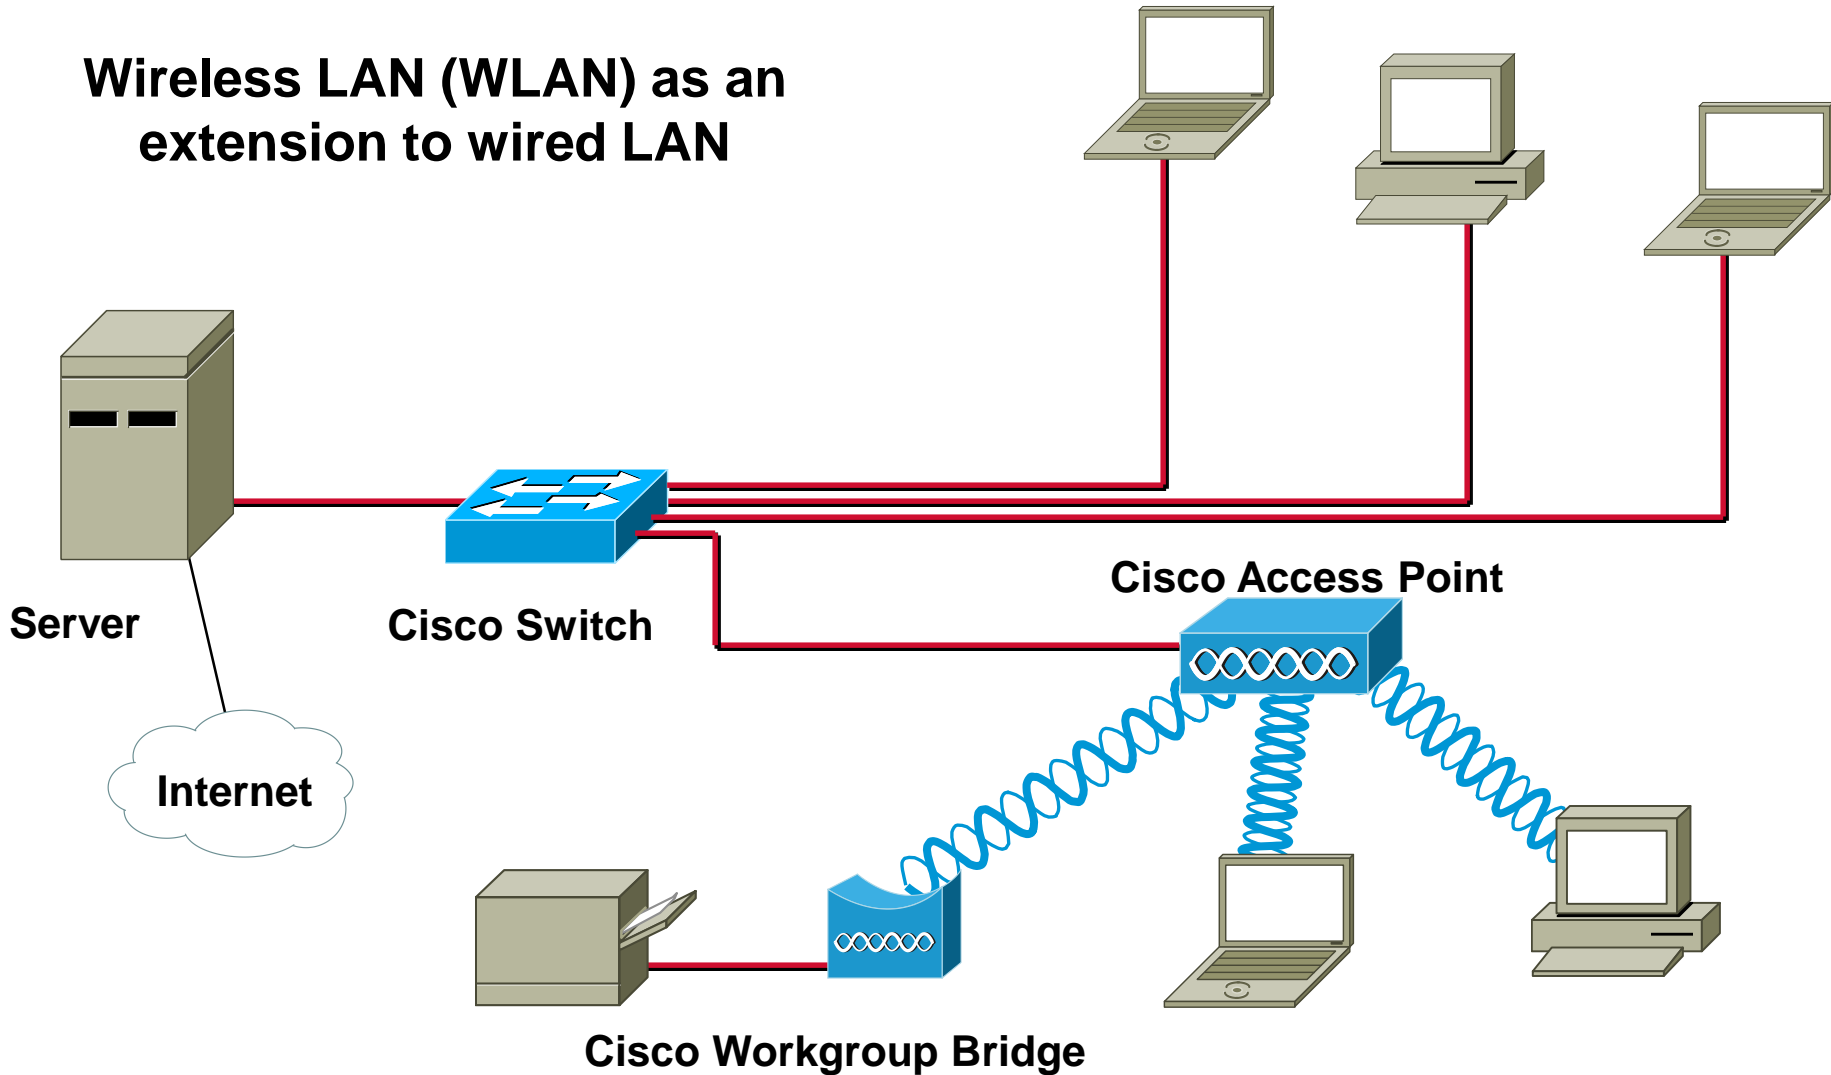 Wireless LAN (WLAN) as an
extension to wired LAN
Cisco Access Point
Server
Cisco Switch
Internet
Cisco Workgroup Bridge